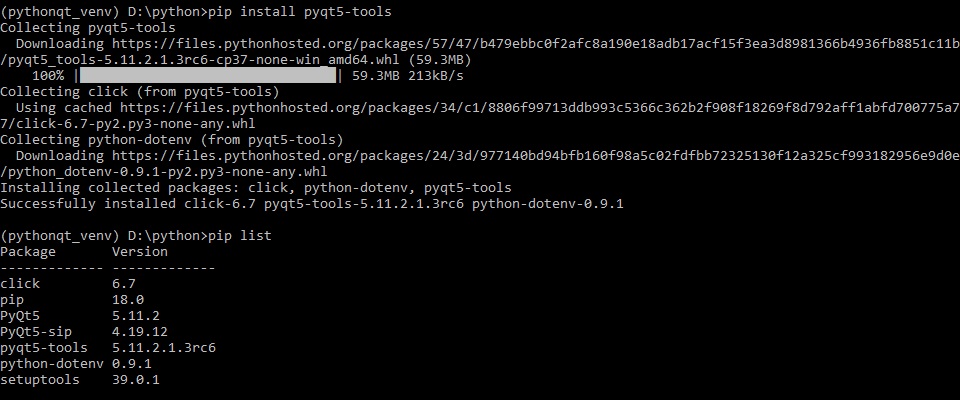 (pythonqt_venv) D:\python>pip install pyqt5-tools
Collecting pyqt5-tools
  Downloading https://files.pythonhosted.org/packages/57/47/b479ebbc0f2afc8a190e18adb17acf15f3ea3d8981366b4936fb8851c11b
/pyqt5_tools-5.11.2.1.3rc6-cp37-none-win_amd64.whl (59.3MB)
    100% |████████████████████████████████| 59.3MB 213kB/s
Collecting click (from pyqt5-tools)
  Using cached https://files.pythonhosted.org/packages/34/c1/8806f99713ddb993c5366c362b2f908f18269f8d792aff1abfd700775a7
7/click-6.7-py2.py3-none-any.whl
Collecting python-dotenv (from pyqt5-tools)
  Downloading https://files.pythonhosted.org/packages/24/3d/977140bd94bfb160f98a5c02fdfbb72325130f12a325cf993182956e9d0e
/python_dotenv-0.9.1-py2.py3-none-any.whl
Installing collected packages: click, python-dotenv, pyqt5-tools
Successfully installed click-6.7 pyqt5-tools-5.11.2.1.3rc6 python-dotenv-0.9.1
(pythonqt_venv) D:\python>pip list
Package       Version
------------- -------------
click         6.7
pip           18.0
PyQt5         5.11.2
PyQt5-sip     4.19.12
pyqt5-tools   5.11.2.1.3rc6
python-dotenv 0.9.1
setuptools    39.0.1